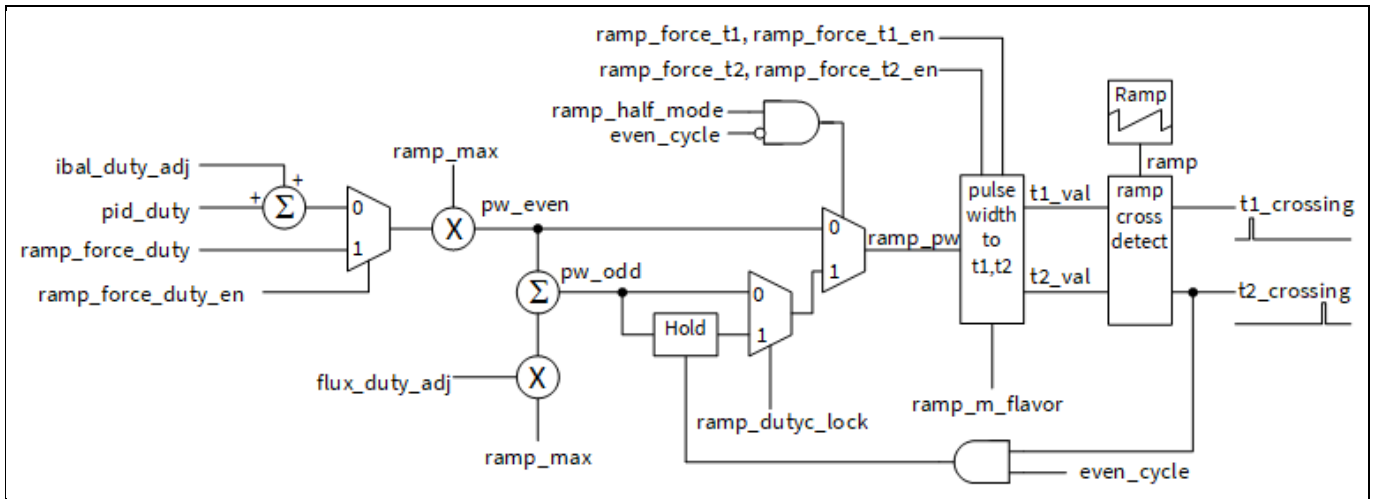 ramp_force_t1, ramp_force_t1_en
ramp_force_t2, ramp_force_t2_en
ramp_half_mode
even_cycle
Ramp
ramp
ramp_max
ibal_duty_adj
+
+
Σ
pid_duty
ramp_force_duty
ramp_force_duty_en
0
1
X
pw_even
pw_odd
Σ
Hold
0
1
0
1
ramp_pw
pulse
width
to
t1,t2
t1_val
t2_val
ramp
cross
detect
t1_crossing
t2_crossing
flux_duty_adj
X
ramp_max
ramp_dutyc_lock
ramp_m_flavor
even_cycle